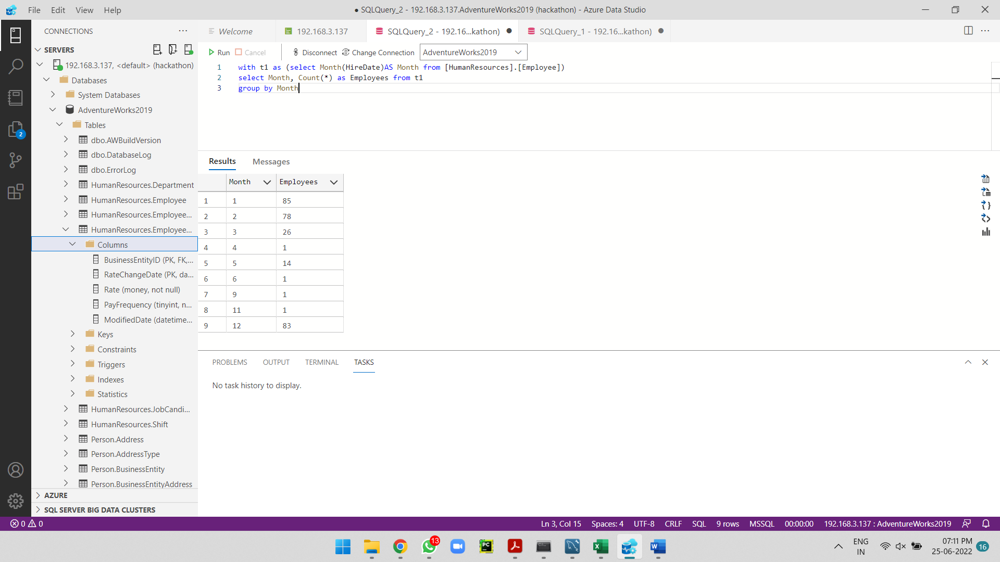 File Edit View Help
● SQLQuery_2 - 192.168.3.137.AdventureWorks2019 (hackathon) - Azure Data Studio
CONNECTIONS
Welcome
192.168.3.137
SQLQuery_2 - 192.16...kathon)
SQLQuery_1 - 192.16...kathon)
SERVERS
Run Cancel Disconnect Change Connection AdventureWorks2019
192.168.3.137, <default> (hackathon)
Databases
System Databases
AdventureWorks2019
Tables
dbo.AWBuildVersion
dbo.DatabaseLog
dbo.ErrorLog
HumanResources.Department
HumanResources.Employee
HumanResources.Employee...
HumanResources.Employee...
Columns
BusinessEntityID (PK, FK,...
RateChangeDate (PK, da...
Rate (money, not null)
PayFrequency (tinyint, n...
ModifiedDate (datetime...
Keys
Constraints
Triggers
Indexes
Statistics
HumanResources.JobCandi...
HumanResources.Shift
Person.Address
Person.AddressType
Person.BusinessEntity
Person.BusinessEntityAddress
AZURE
SQL SERVER BIG DATA CLUSTERS
2
1 with t1 as (select Month(HireDate)AS Month from [HumanResources].[Employee])
2 select Month, Count(*) as Employees from t1
3 group by Month
Results Messages
Month Employees
1 1 85
2 2 78
3 3 26
4 4 1
5 5 14
6 6 1
7 9 1
8 11 1
9 12 83
PROBLEMS OUTPUT TERMINAL TASKS
No task history to display.
0 0
Ln 3, Col 15 Spaces: 4 UTF-8 CRLF SQL 9 rows MSSQL 00:00:00 192.168.3.137 : AdventureWorks2019
13
PC
ENG
IN
07:11 PM
25-06-2022
16